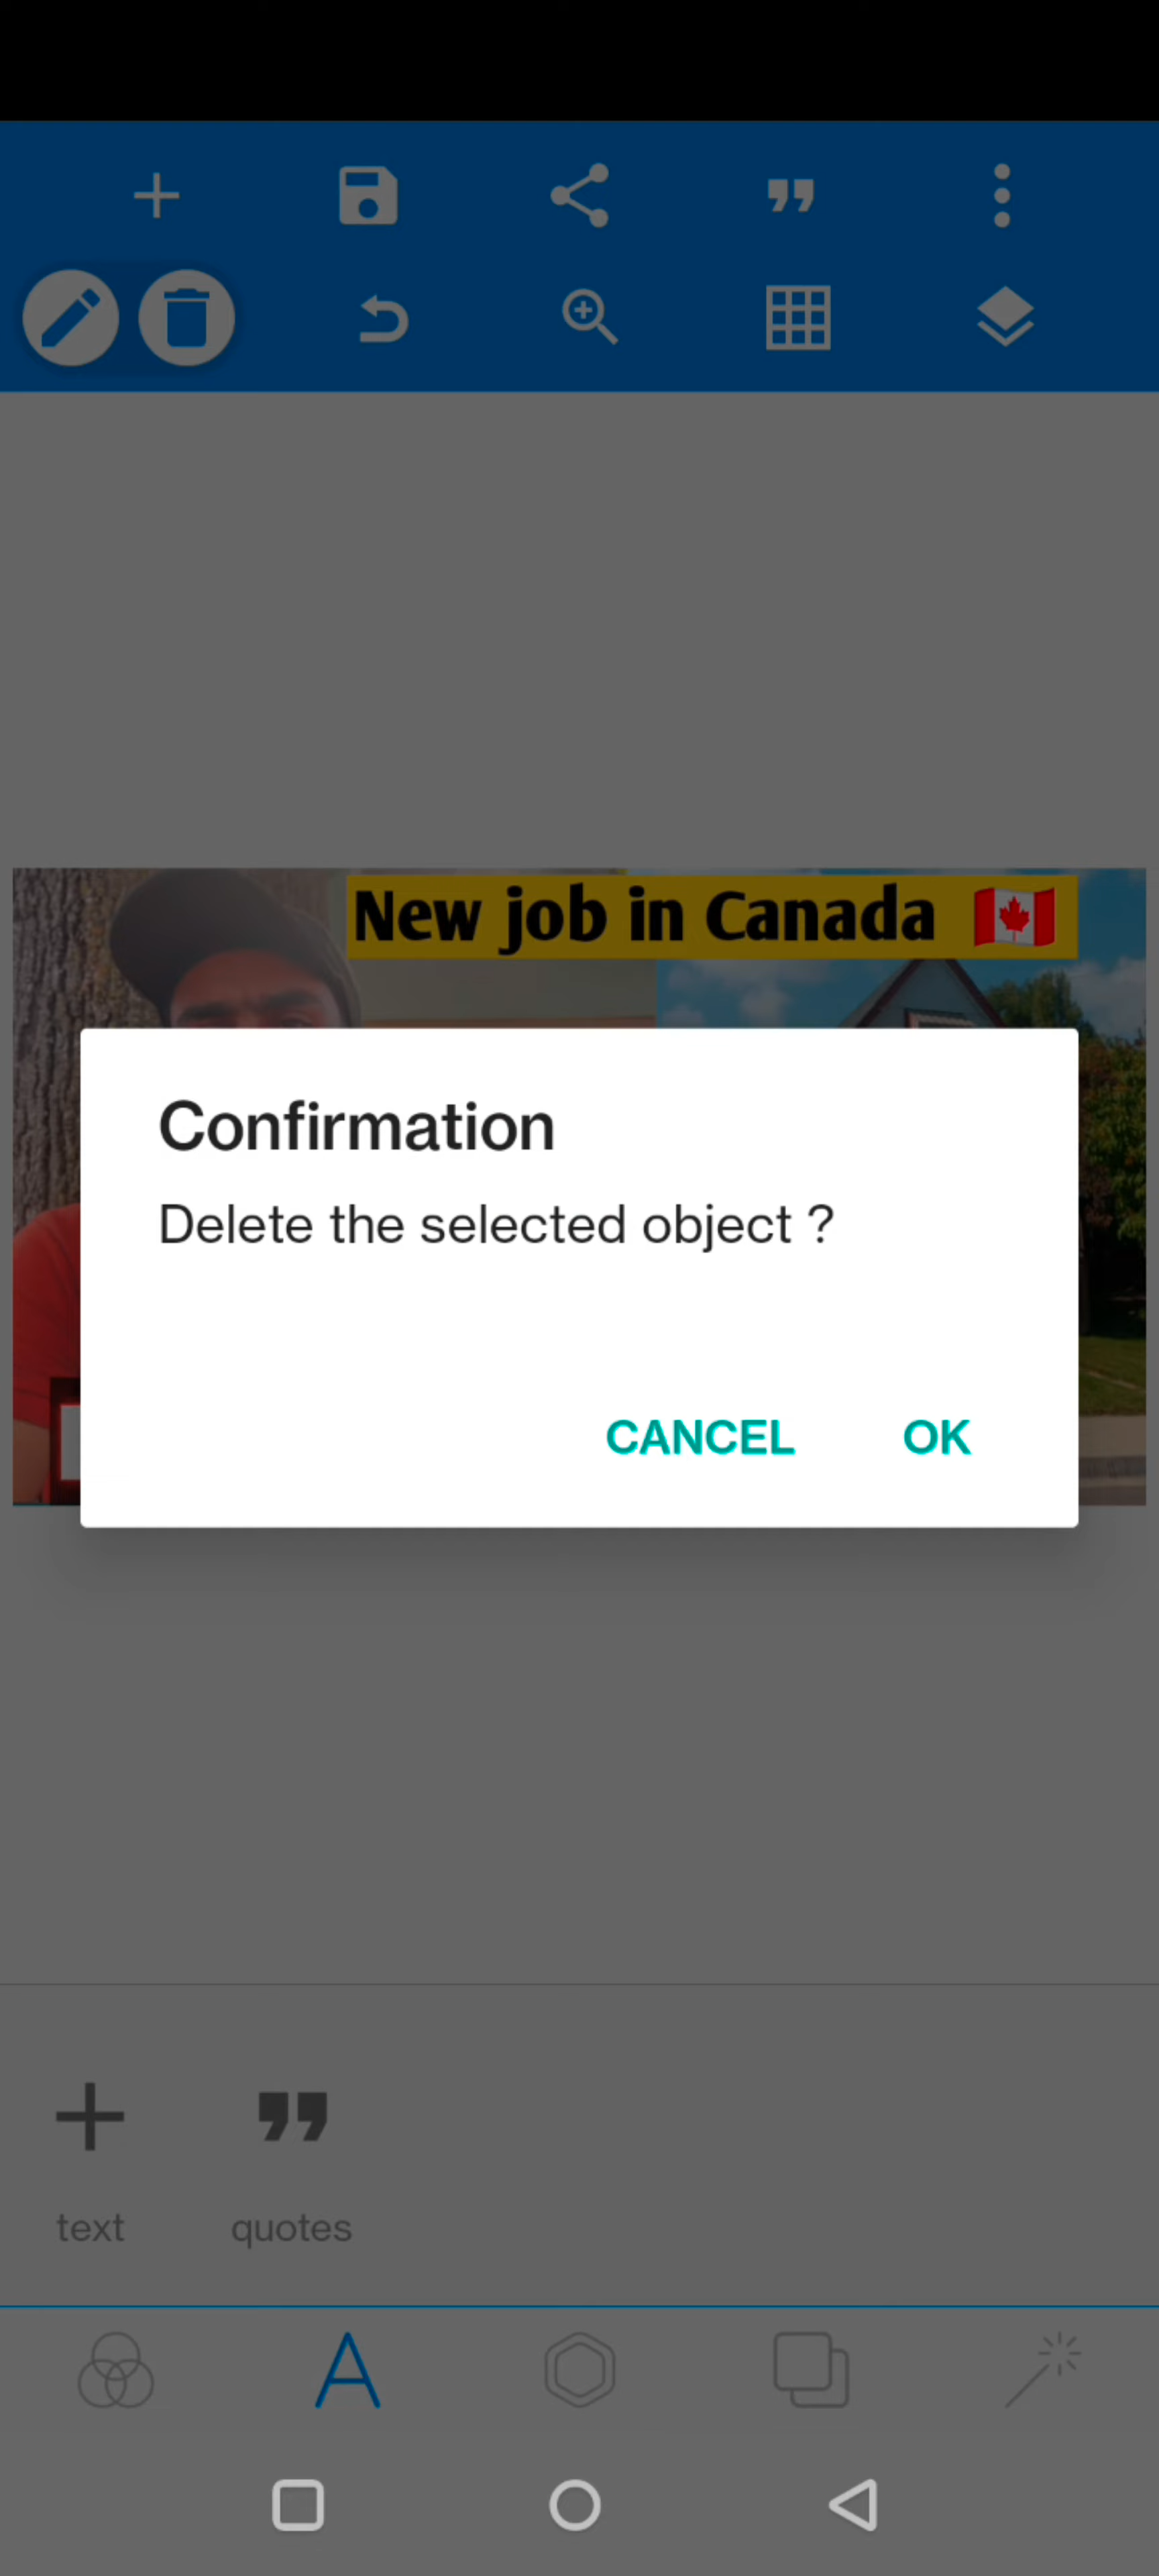 New job in Canada 🇨🇦
Confirmation
Delete the selected object ?
CANCEL OK
text quotes